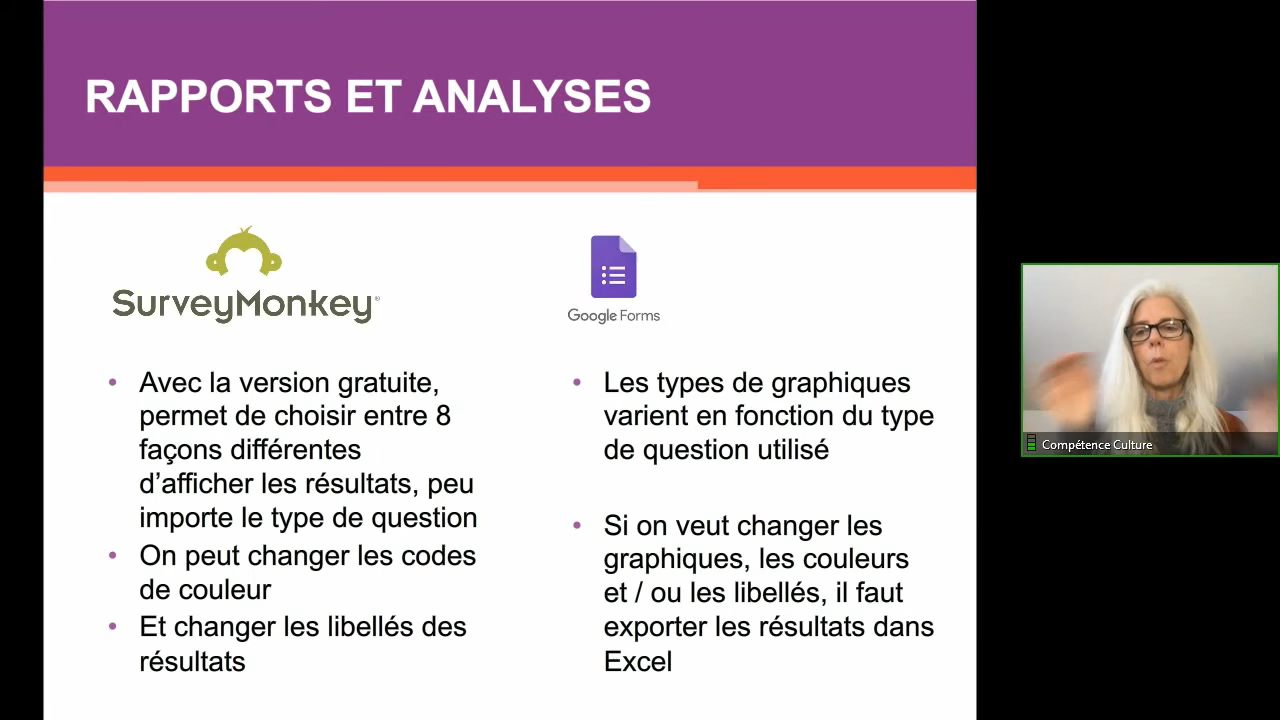 RAPPORTS ET ANALYSES
SurveyMonkey®
Avec la version gratuite,
permet de choisir entre 8
façons différentes
d’afficher les résultats, peu
importe le type de question
On peut changer les codes
de couleur
Et changer les libellés des
résultats
Google Forms
Les types de graphiques
varient en fonction du type
de question utilisé
Si on veut changer les
graphiques, les couleurs
et / ou les libellés, il faut
exporter les résultats dans
Excel
Compétence Culture